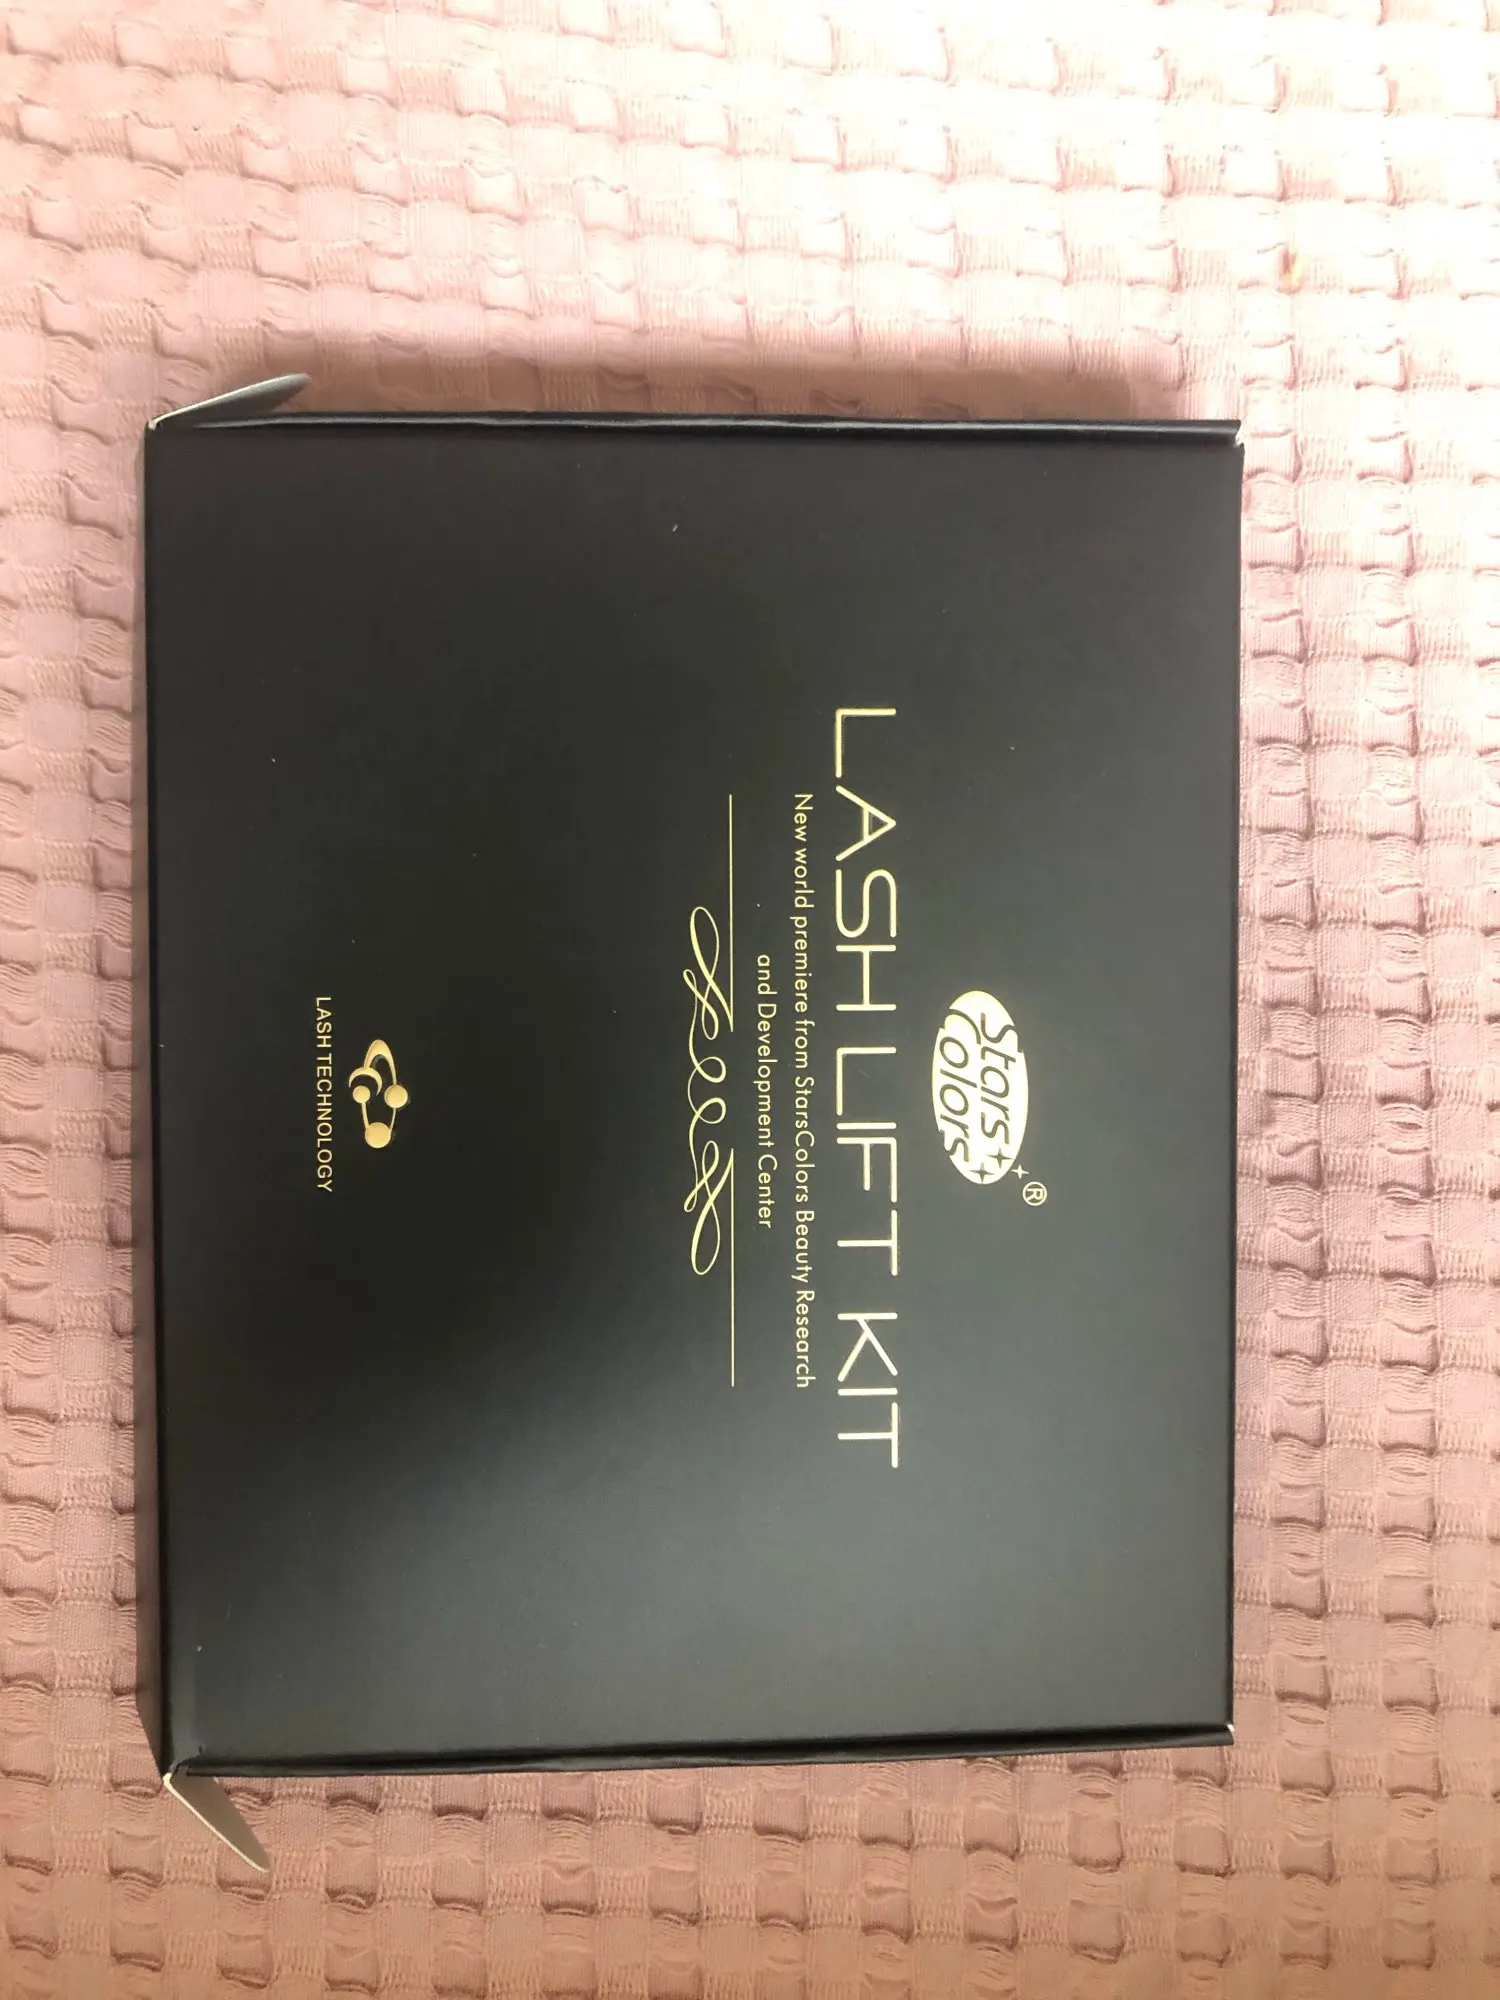 Stars
Colors
®
LASH LIFT KIT
New world premiere from StarsColors Beauty Research
and Development Center
LASH TECHNOLOGY